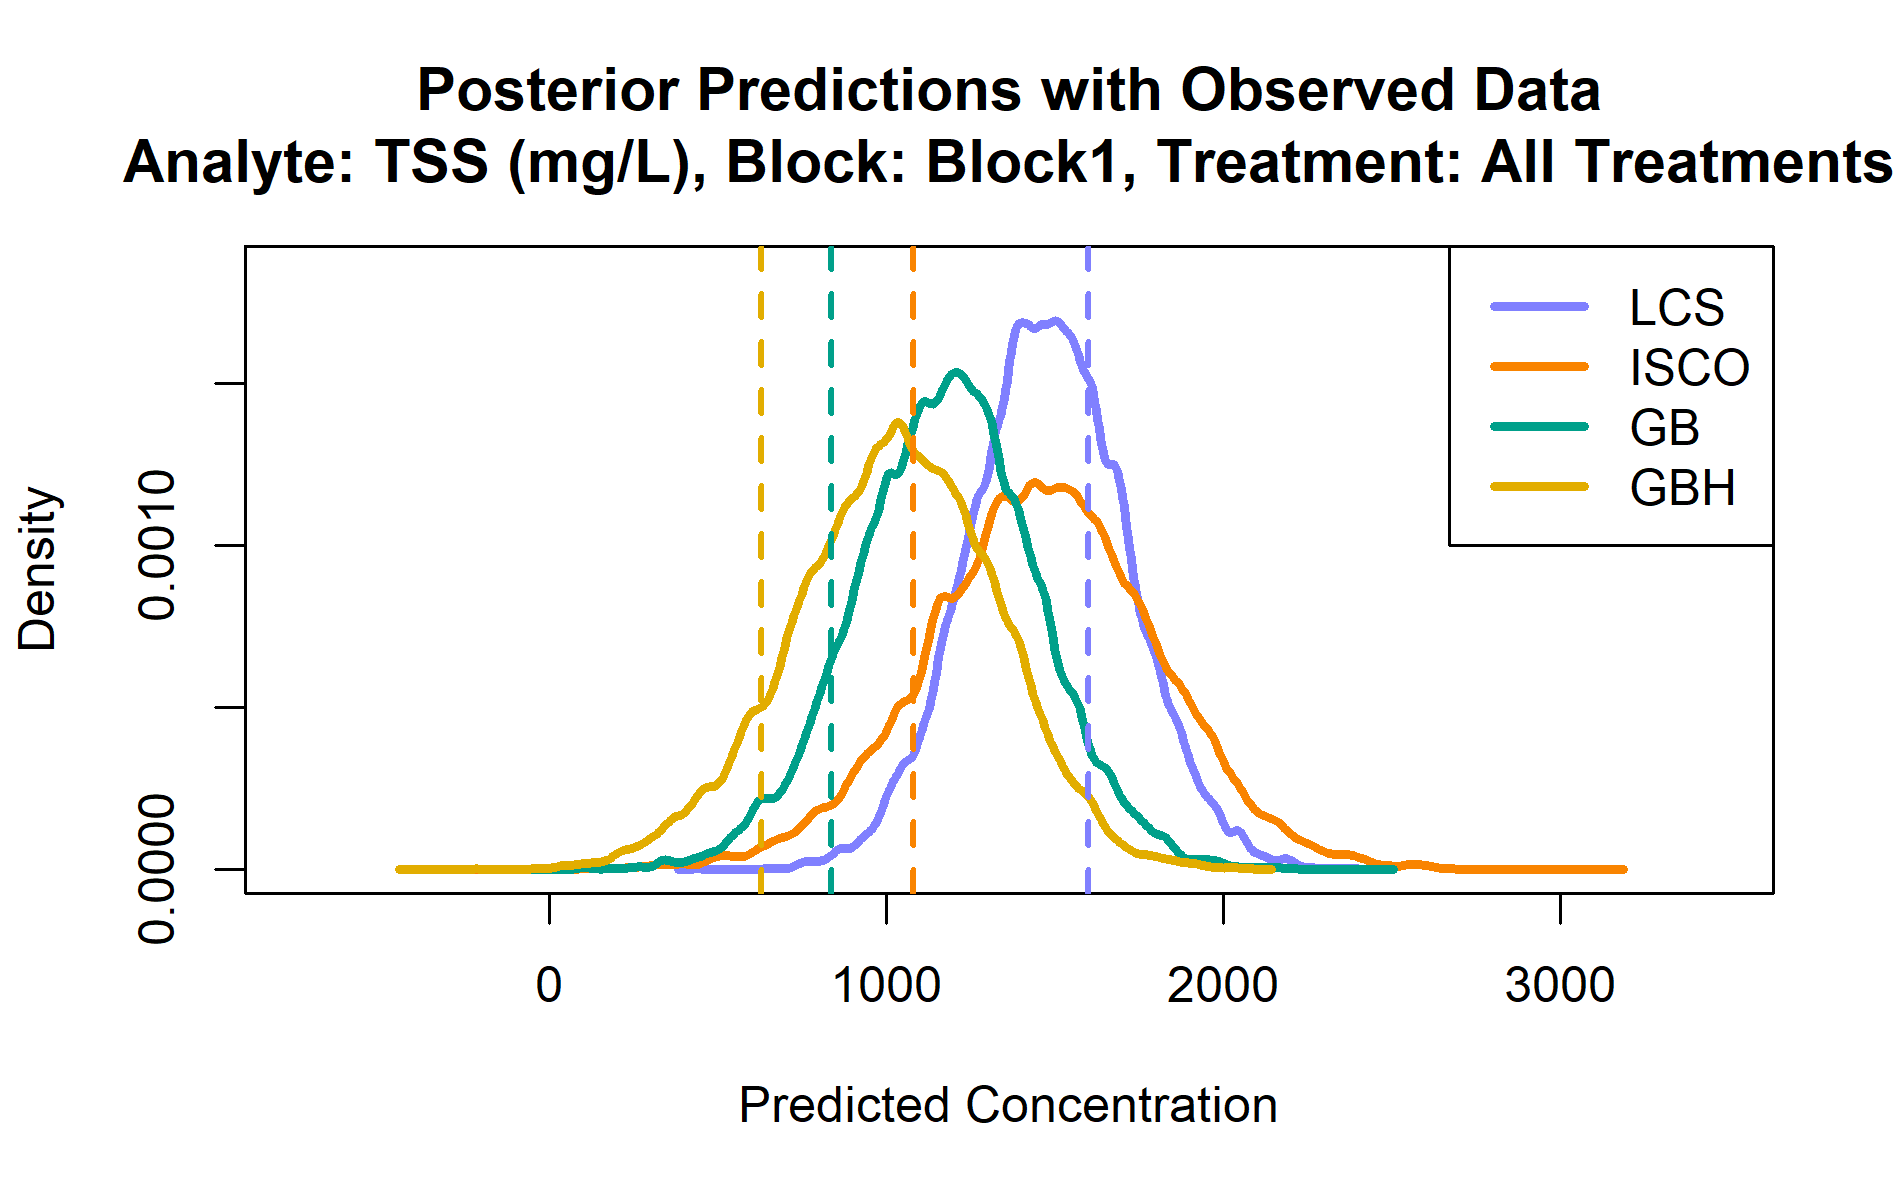 Posterior Predictions with Observed Data
Analyte: TSS (mg/L), Block: Block1, Treatment: All Treatments
LCS
ISCO
GB
GBH
Density
0.0010
0.0000
0
1000
2000
3000
Predicted Concentration